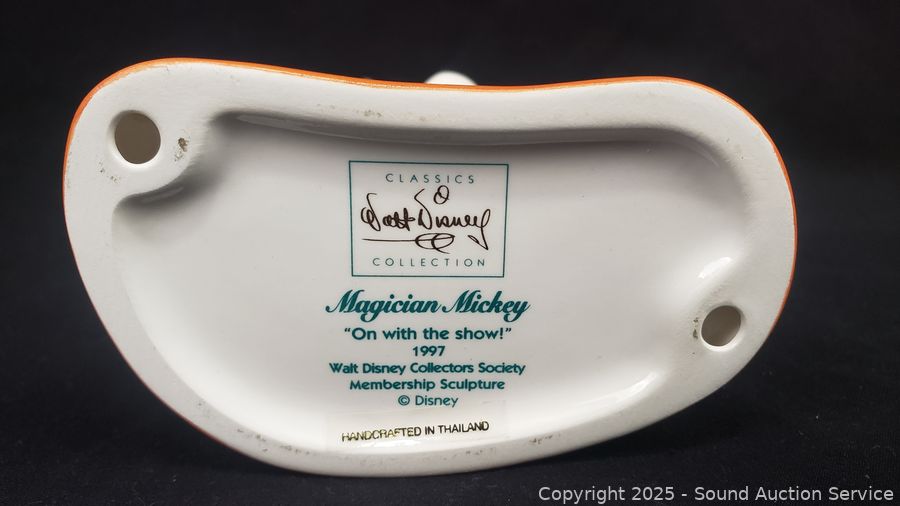 CLASSICS
Walt Disney
COLLECTION
Magician Mickey
“On with the show!”
1997
Walt Disney Collectors Society
Membership Sculpture
© Disney
HANDCRAFTED IN THAILAND
Copyright 2025 - Sound Auction Service